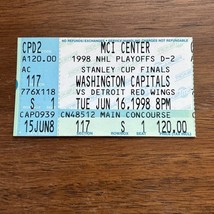 CPD2 MCI CENTER
A120.00 1998 NHL PLAYOFFS D-2
AC STANLEY CUP FINALS
117 WASHINGTON CAPITALS
776X118 VS DETROIT RED WINGS
S 1 TUE JUN 16,1998 8PM
CAP0939 CN48512 MAIN CONCOURSE
15JUN8 117 S 1 120.00